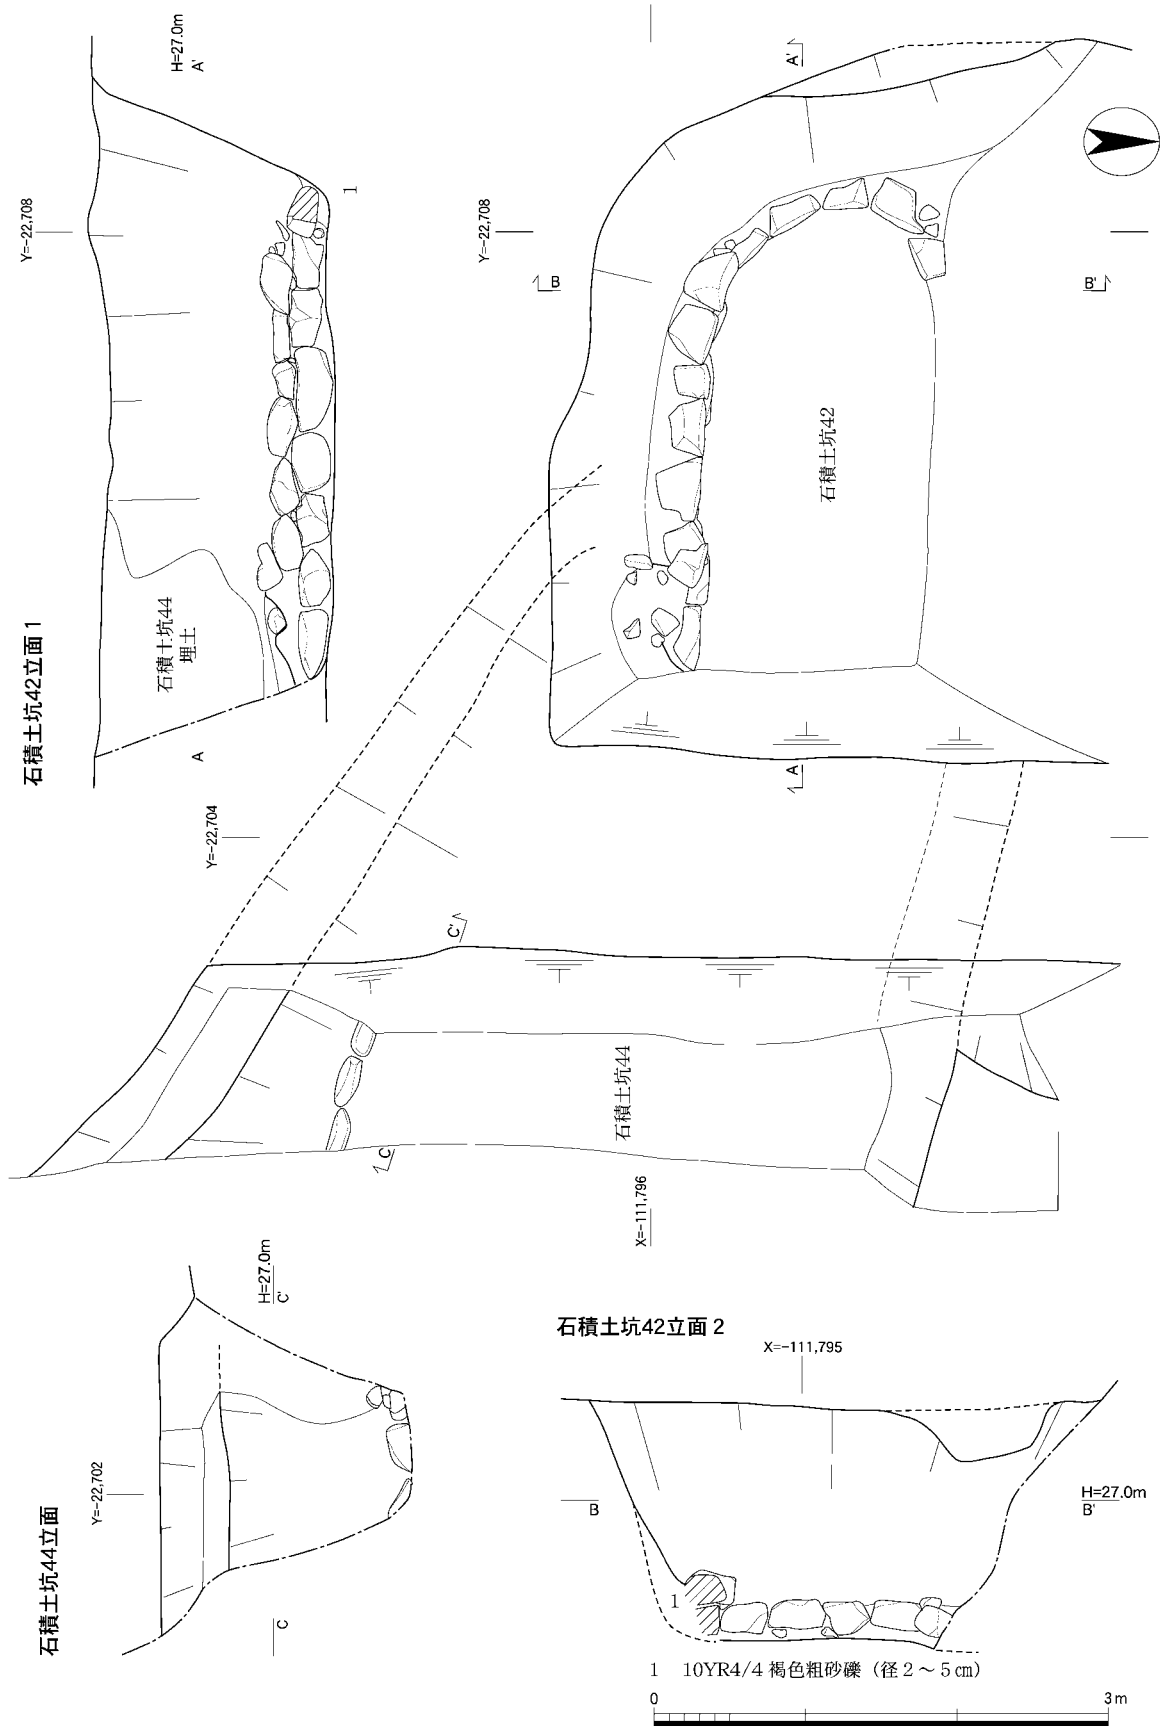 H=27.0m
A'
Y=-22,708
1
石積土坑44
埋土
石積土坑42立面1
A
A'
Y=-22,708
B
B'
石積土坑42
A
Y=-22,704
C'
石積土坑44
C
X=-111,796
H=27.0m
C'
Y=-22,702
石積土坑44立面
C
石積土坑42立面2
X=-111,795
B
H=27.0m
B'
1
1 10YR4/4 褐色粗砂礫（径2～5㎝）
0 3m